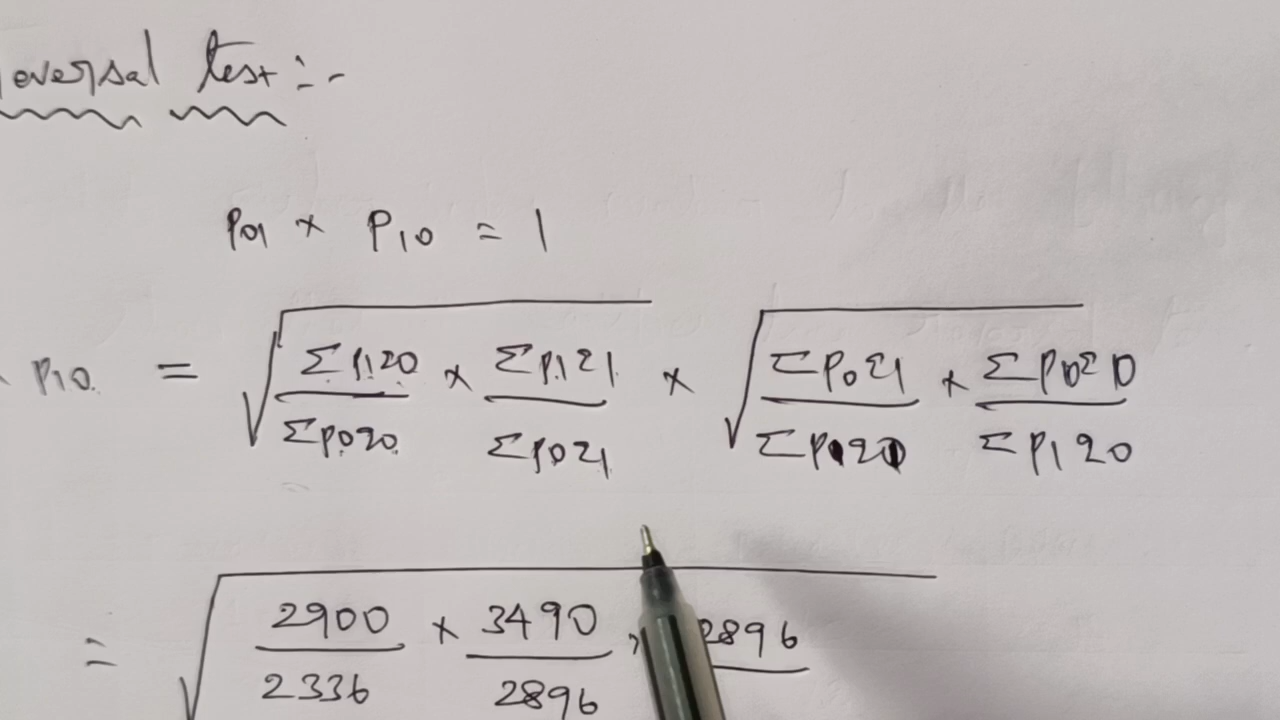 eversal test :-
P01 × P10 = 1
P10 = √ Σp1q0 / Σp0q0 × Σp1q1 / Σp0q1 × √ Σp0q1 / Σp1q1 × Σp0q0 / Σp1q0
= √ 2900 / 2336 × 3490 / 2896 2896